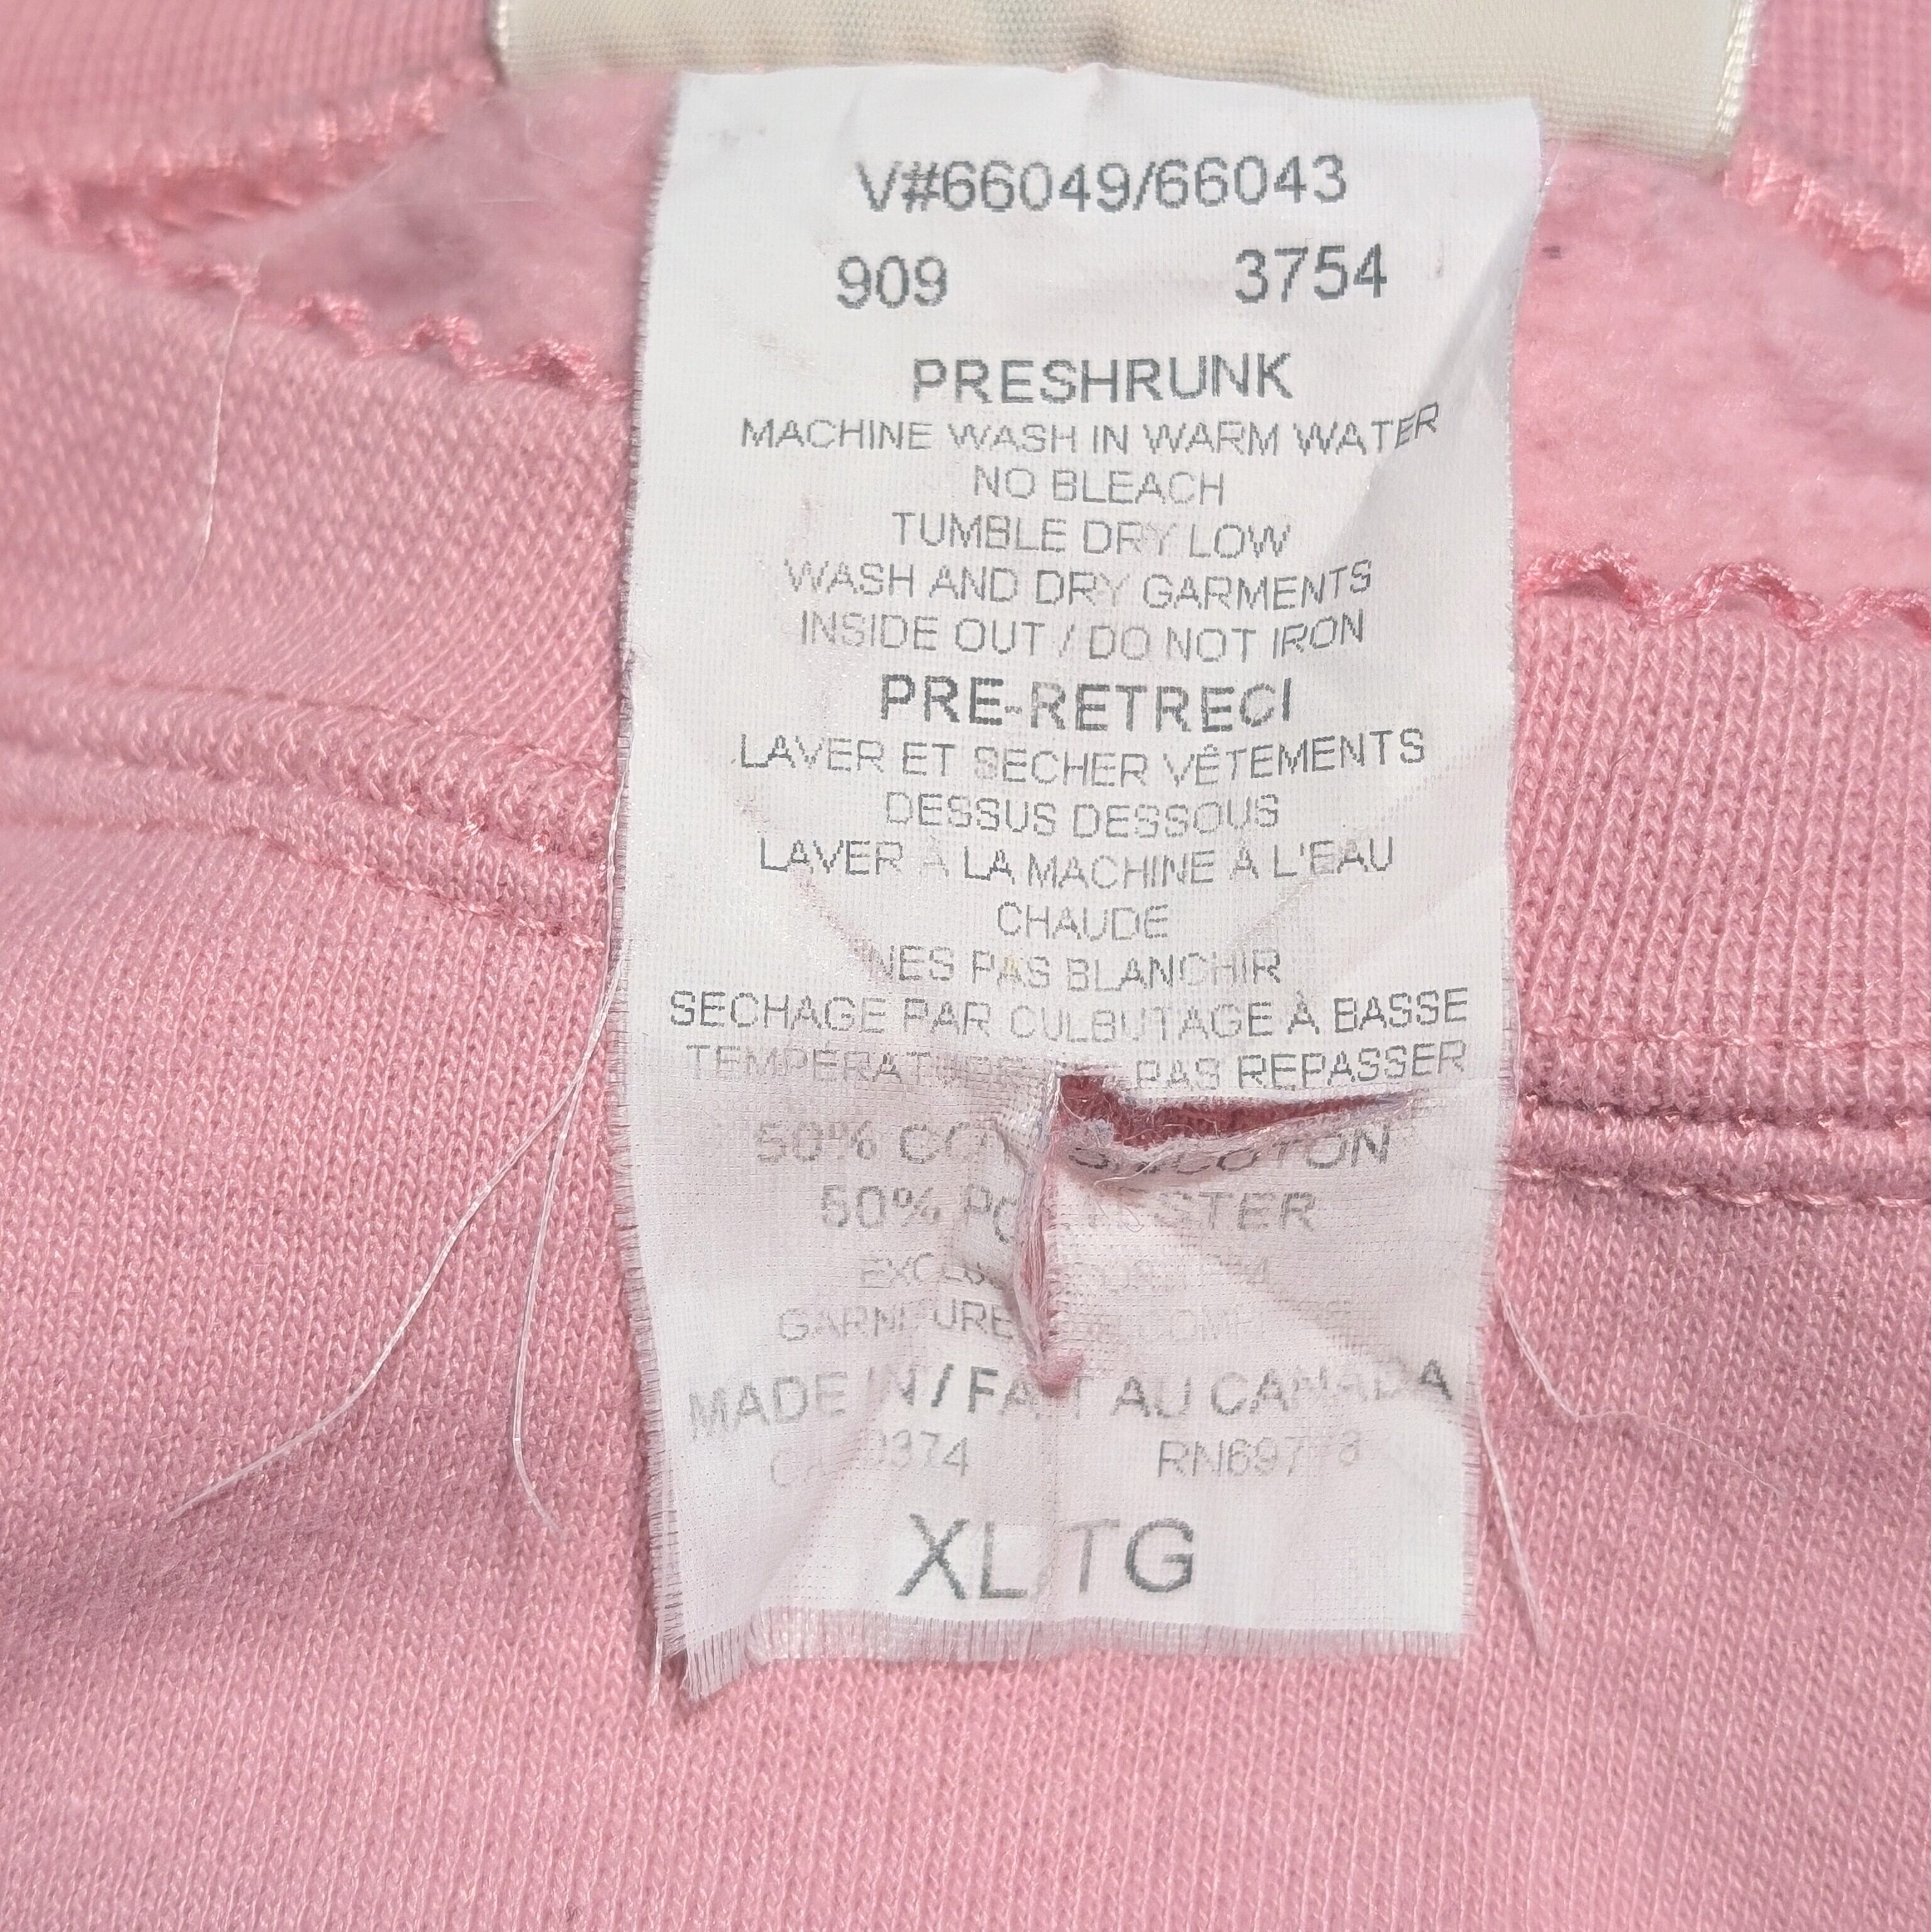 V#66049/66043
909 3754
PRESHRUNK
MACHINE WASH IN WARM WATER
NO BLEACH
TUMBLE DRY LOW
WASH AND DRY GARMENTS
INSIDE OUT / DO NOT IRON
PRE-RETRECI
LAVER ET SECHER VÊTEMENTS
DESSUS DESSOUS
LAVER À LA MACHINE À L'EAU
CHAUDE
NES PAS BLANCHIR
SECHAGE PAR CULBUTAGE À BASSE
TEMPÉRATURE PAS REPASSER
50%
50%
MADE IN / FAIT AU CANADA
XL/TG